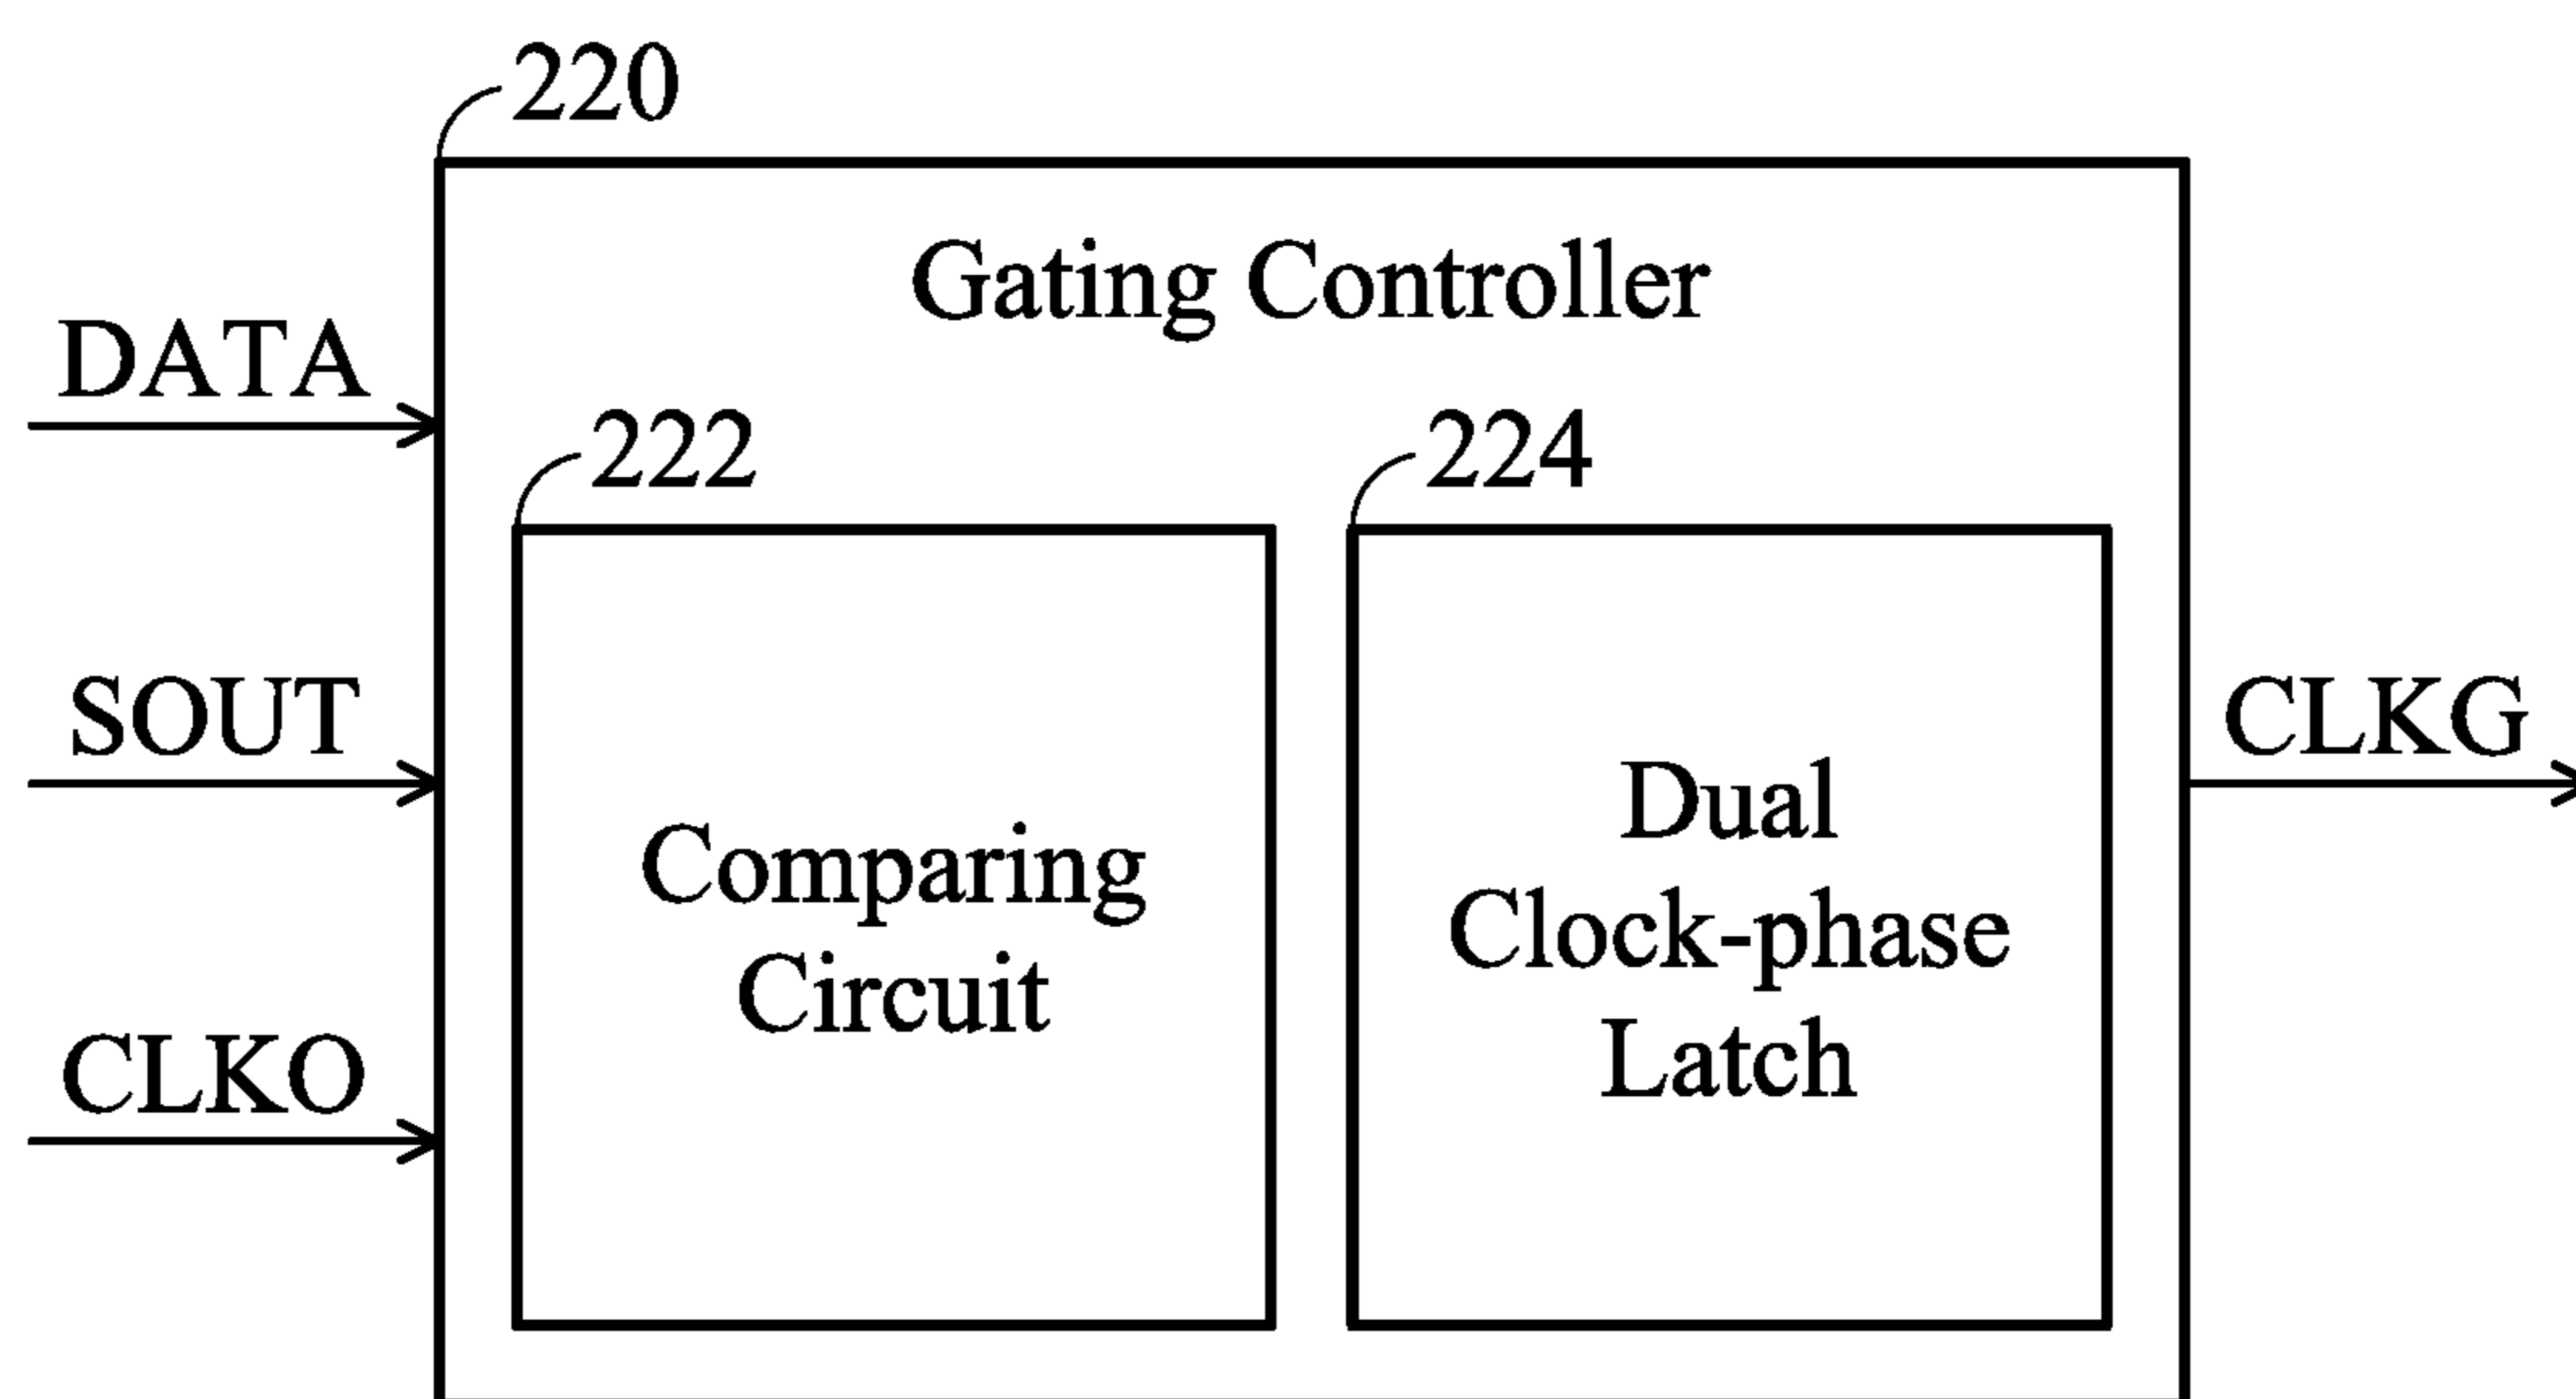 220
Gating Controller
DATA
222
224
SOUT
CLKG
Dual
Comparing
Clock-phase
Circuit
Latch
CLKO